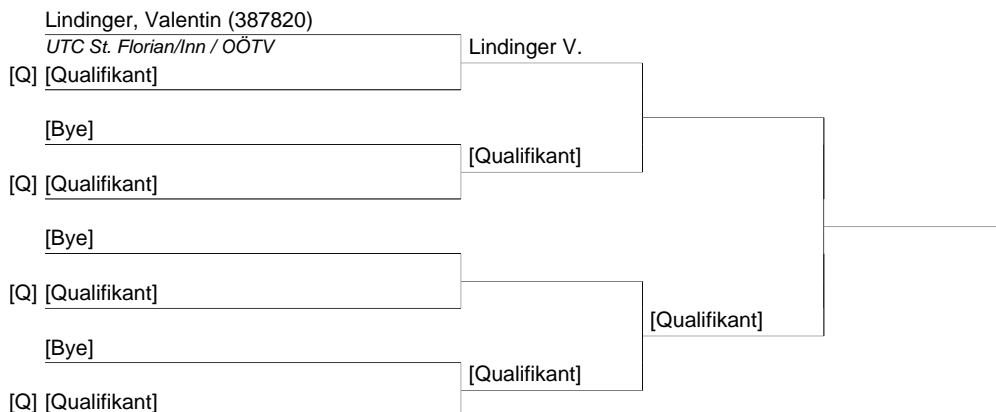 Lindinger, Valentin (387820)
UTC St. Florian/Inn / OÖTV
Lindinger V.
[Q] [Qualifikant]
[Bye]
[Qualifikant]
[Q] [Qualifikant]
[Bye]
[Q] [Qualifikant]
[Qualifikant]
[Bye]
[Qualifikant]
[Q] [Qualifikant]